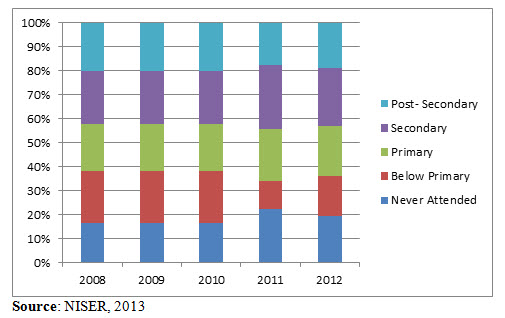 100%
90%
80%
70%
60%
50%
40%
30%
20%
10%
0%
2008 2009 2010 2011 2012
Post- Secondary
Secondary
Primary
Below Primary
Never Attended
Source: NISER, 2013